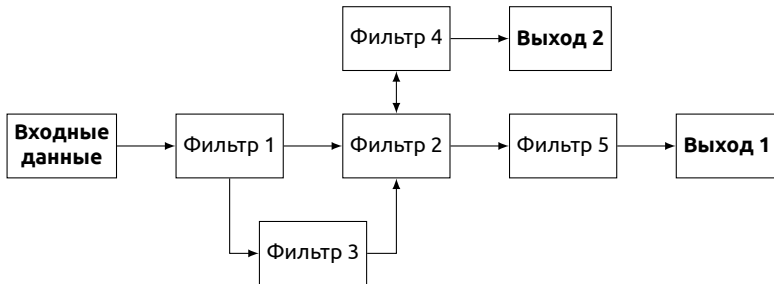 Фильтр 4
Выход 2
Входные
данные
Фильтр 1
Фильтр 2
Фильтр 5
Выход 1
Фильтр 3